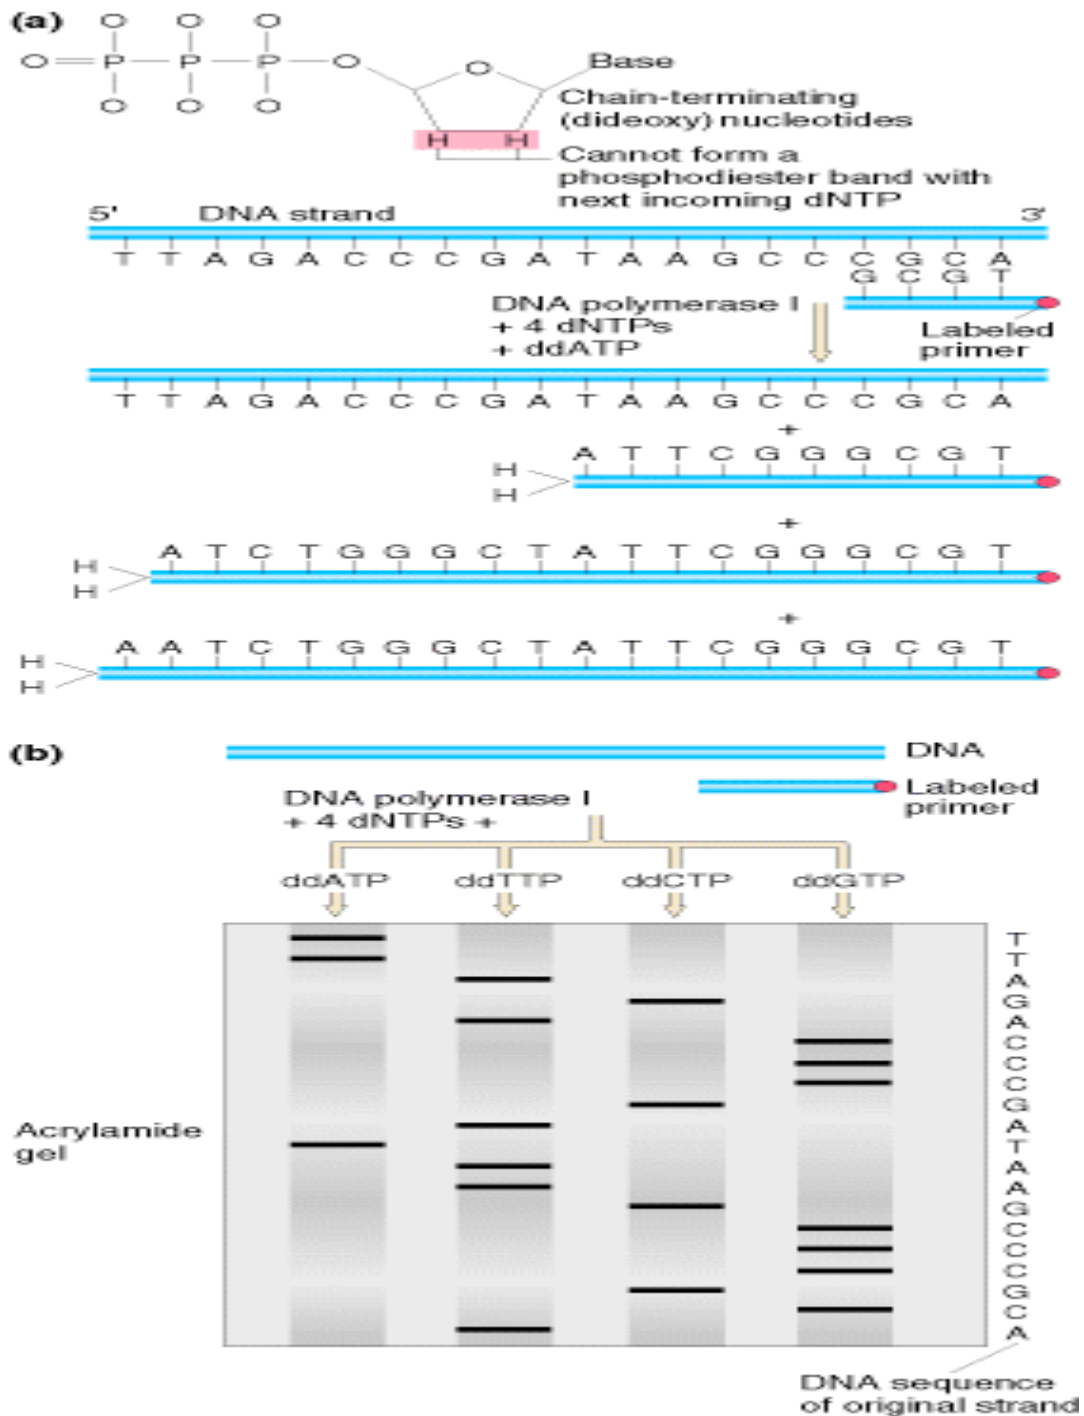 (a)
O O O
O P P P O O Base
O O O
Chain-terminating
(dideoxy) nucleotides
H H
Cannot form a
phosphodiester band with
next incoming dNTP
5' DNA strand 3'
T T A G A C C C G A T A A G C C C G C A
G C G T
DNA polymerase I
+ 4 dNTPs
+ ddATP
Labeled
primer
T T A G A C C C G A T A A G C C C G C A
+
A T T C G G G C G T
H
H
+
A T C T G G G C T A T T C G G G C G T
H
H
+
A A T C T G G G C T A T T C G G G C G T
H
H
(b)
DNA
Labeled
primer
DNA polymerase I
+ 4 dNTPs +
ddATP ddTTP ddCTP ddGTP
T
T
A
G
A
C
C
C
G
A
T
A
A
G
C
C
C
G
C
A
Acrylamide
gel
DNA sequence
of original strand